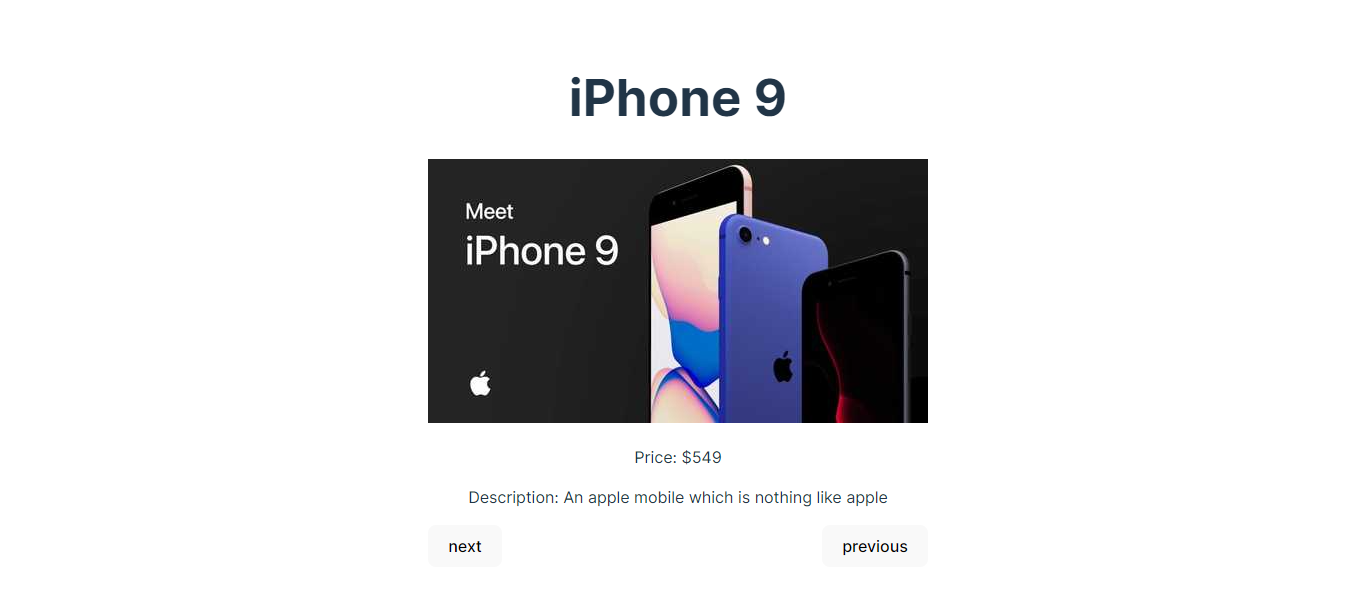 iPhone 9
Meet
iPhone 9
Price: $549
Description: An apple mobile which is nothing like apple
next
previous